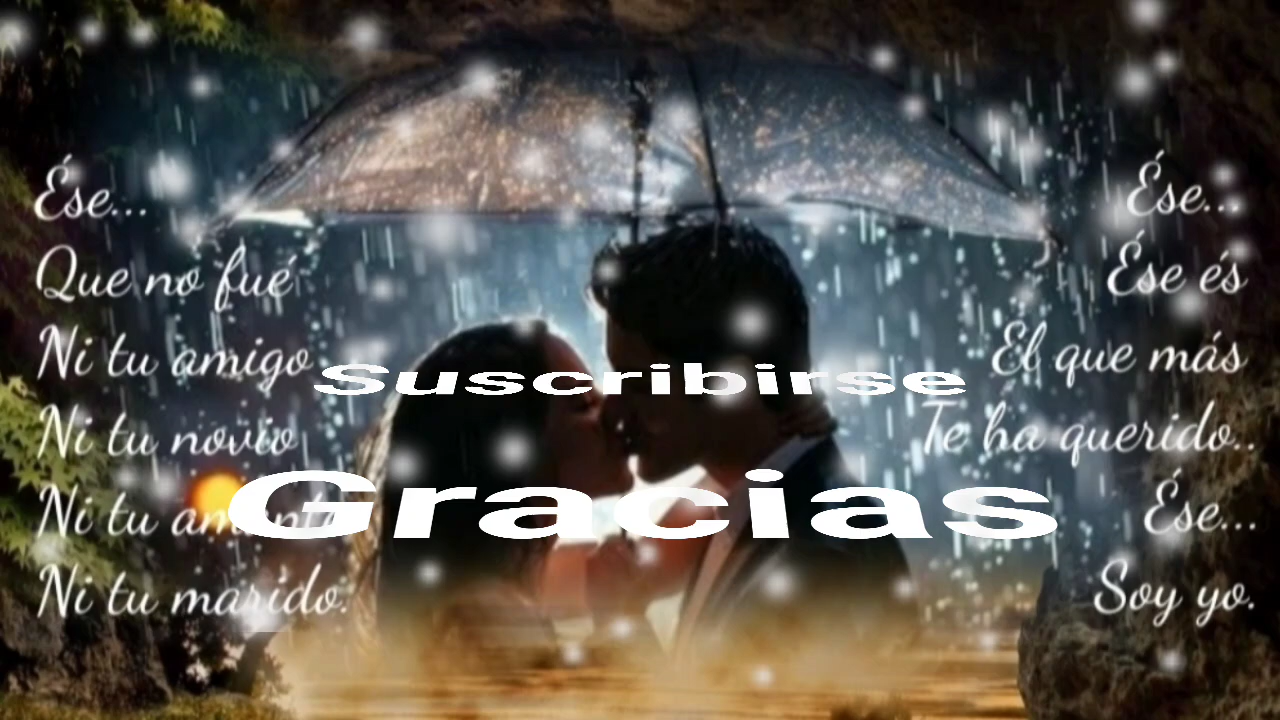 Ése...
Que no fué
Ni tu amigo
Ni tu novio
Ni tu amante
Ni tu marido.
Suscribirse
Gracias
Ése...
Ése és
El que más
Te ha querido..
Ése...
Soy yo.